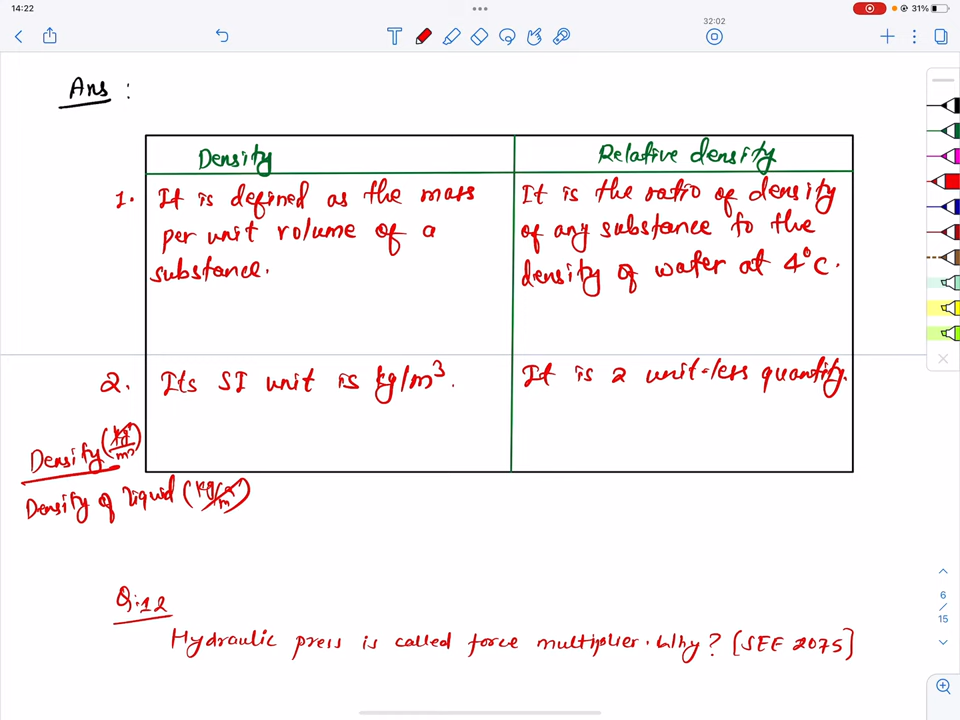 14:22
31%
32:02
Ans :
Density
Relative density
1. It is defined as the mass
per unit volume of a
substance.
It is the ratio of density
of any substance to the
density of water at 4°C.
2. Its SI unit is kg/m³.
It is a unit-less quantity.
Density (kg/m³)
Density of liquid (kg/m³)
6
/
15
Q.12
Hydraulic press is called force multiplier. Why? [SEE 2075]